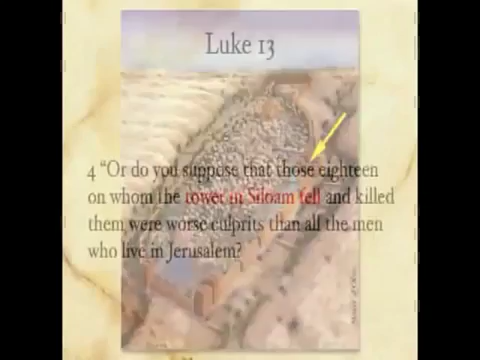 Luke 13
4 “Or do you suppose that those eighteen
on whom the tower in Siloam fell and killed
them were worse culprits than all the men
who live in Jerusalem?